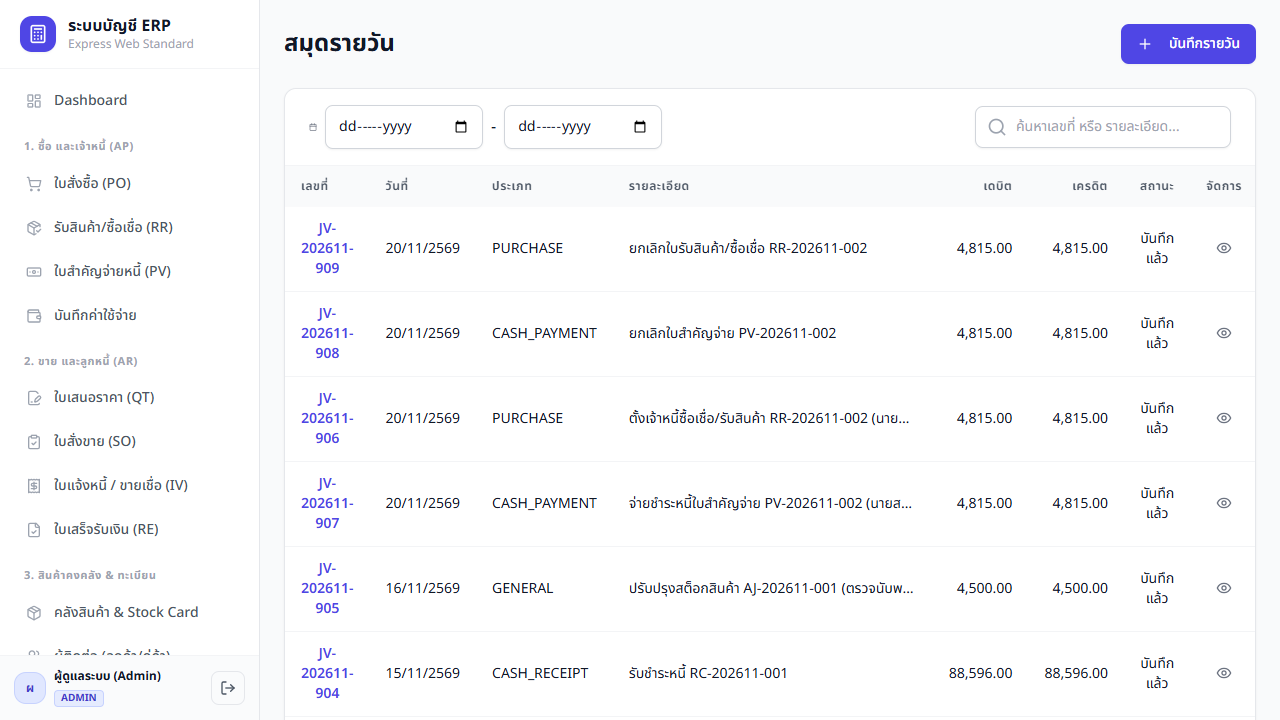 ระบบบัญชี ERP
Express Web Standard
Dashboard
1. ซื้อ และเจ้าหนี้ (AP)
ใบสั่งซื้อ (PO)
รับสินค้า/ซื้อเชื่อ (RR)
ใบสำคัญจ่ายหนี้ (PV)
บันทึกค่าใช้จ่าย
2. ขาย และลูกหนี้ (AR)
ใบเสนอราคา (QT)
ใบสั่งขาย (SO)
ใบแจ้งหนี้ / ขายเชื่อ (IV)
ใบเสร็จรับเงิน (RE)
3. สินค้าคงคลัง & ทะเบียน
คลังสินค้า & Stock Card
ผู้ดูแลระบบ (Admin)
ผ
ADMIN
สมุดรายวัน
บันทึกรายวัน
dd-----yyyy - dd-----yyyy
ค้นหาเลขที่ หรือ รายละเอียด...
เลขที่ วันที่ ประเภท รายละเอียด เดบิต เครดิต สถานะ จัดการ
JV-
202611-
909
20/11/2569 PURCHASE ยกเลิกใบรับสินค้า/ซื้อเชื่อ RR-202611-002 4,815.00 4,815.00
บันทึก
แล้ว
JV-
202611-
908
20/11/2569 CASH_PAYMENT ยกเลิกใบสำคัญจ่าย PV-202611-002 4,815.00 4,815.00
บันทึก
แล้ว
JV-
202611-
906
20/11/2569 PURCHASE ตั้งเจ้าหนี้ซื้อเชื่อ/รับสินค้า RR-202611-002 (นาย... 4,815.00 4,815.00
บันทึก
แล้ว
JV-
202611-
907
20/11/2569 CASH_PAYMENT จ่ายชำระหนี้ใบสำคัญจ่าย PV-202611-002 (นายส... 4,815.00 4,815.00
บันทึก
แล้ว
JV-
202611-
905
16/11/2569 GENERAL ปรับปรุงสต็อกสินค้า AJ-202611-001 (ตรวจนับพ... 4,500.00 4,500.00
บันทึก
แล้ว
JV-
202611-
904
15/11/2569 CASH_RECEIPT รับชำระหนี้ RC-202611-001 88,596.00 88,596.00
บันทึก
แล้ว